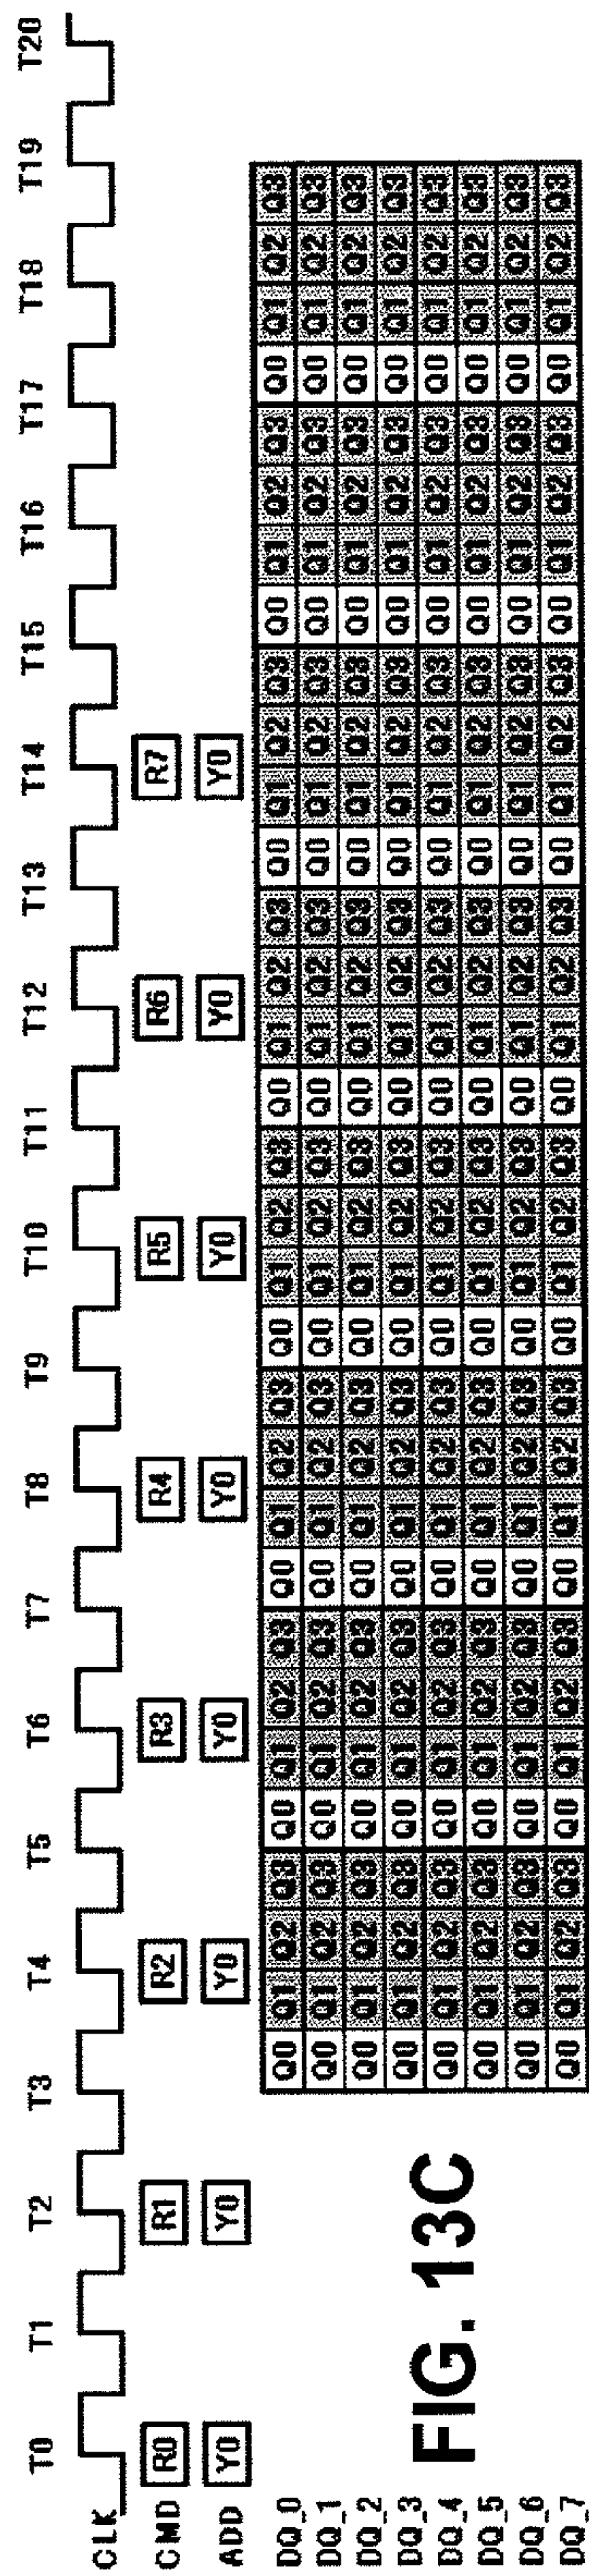 T0 T1 T2 T3 T4 T5 T6 T7 T8 T9 T10 T11 T12 T13 T14 T15 T16 T17 T18 T19 T20
CLK
CMD R0 R1 R2 R3 R4 R5 R6 R7
ADD Y0 Y0 Y0 Y0 Y0 Y0 Y0 Y0
DQ_0 Q0 Q1 Q2 Q3 Q0 Q1 Q2 Q3 Q0 Q1 Q2 Q3 Q0 Q1 Q2 Q3 Q0 Q1 Q2 Q3 Q0 Q1 Q2 Q3 Q0 Q1 Q2 Q3 Q0 Q1 Q2 Q3
DQ_1 Q0 Q1 Q2 Q3 Q0 Q1 Q2 Q3 Q0 Q1 Q2 Q3 Q0 Q1 Q2 Q3 Q0 Q1 Q2 Q3 Q0 Q1 Q2 Q3 Q0 Q1 Q2 Q3 Q0 Q1 Q2 Q3
DQ_2 Q0 Q1 Q2 Q3 Q0 Q1 Q2 Q3 Q0 Q1 Q2 Q3 Q0 Q1 Q2 Q3 Q0 Q1 Q2 Q3 Q0 Q1 Q2 Q3 Q0 Q1 Q2 Q3 Q0 Q1 Q2 Q3
DQ_3 Q0 Q1 Q2 Q3 Q0 Q1 Q2 Q3 Q0 Q1 Q2 Q3 Q0 Q1 Q2 Q3 Q0 Q1 Q2 Q3 Q0 Q1 Q2 Q3 Q0 Q1 Q2 Q3 Q0 Q1 Q2 Q3
DQ_4 Q0 Q1 Q2 Q3 Q0 Q1 Q2 Q3 Q0 Q1 Q2 Q3 Q0 Q1 Q2 Q3 Q0 Q1 Q2 Q3 Q0 Q1 Q2 Q3 Q0 Q1 Q2 Q3 Q0 Q1 Q2 Q3
DQ_5 Q0 Q1 Q2 Q3 Q0 Q1 Q2 Q3 Q0 Q1 Q2 Q3 Q0 Q1 Q2 Q3 Q0 Q1 Q2 Q3 Q0 Q1 Q2 Q3 Q0 Q1 Q2 Q3 Q0 Q1 Q2 Q3
DQ_6 Q0 Q1 Q2 Q3 Q0 Q1 Q2 Q3 Q0 Q1 Q2 Q3 Q0 Q1 Q2 Q3 Q0 Q1 Q2 Q3 Q0 Q1 Q2 Q3 Q0 Q1 Q2 Q3 Q0 Q1 Q2 Q3
DQ_7 Q0 Q1 Q2 Q3 Q0 Q1 Q2 Q3 Q0 Q1 Q2 Q3 Q0 Q1 Q2 Q3 Q0 Q1 Q2 Q3 Q0 Q1 Q2 Q3 Q0 Q1 Q2 Q3 Q0 Q1 Q2 Q3
FIG. 13C